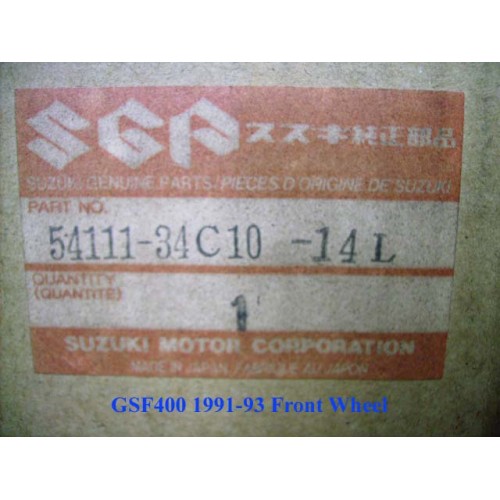 SGP スズキ純正部品
SUZUKI GENUINE PARTS/PIECES D'ORIGINE DE SUZUKI
PART NO.
54111-34C10 -14L
QUANTITY
(QUANTITÉ)
1
SUZUKI MOTOR CORPORATION
MADE IN JAPAN/FABRIQUE AU JAPON
GSF400 1991-93 Front Wheel